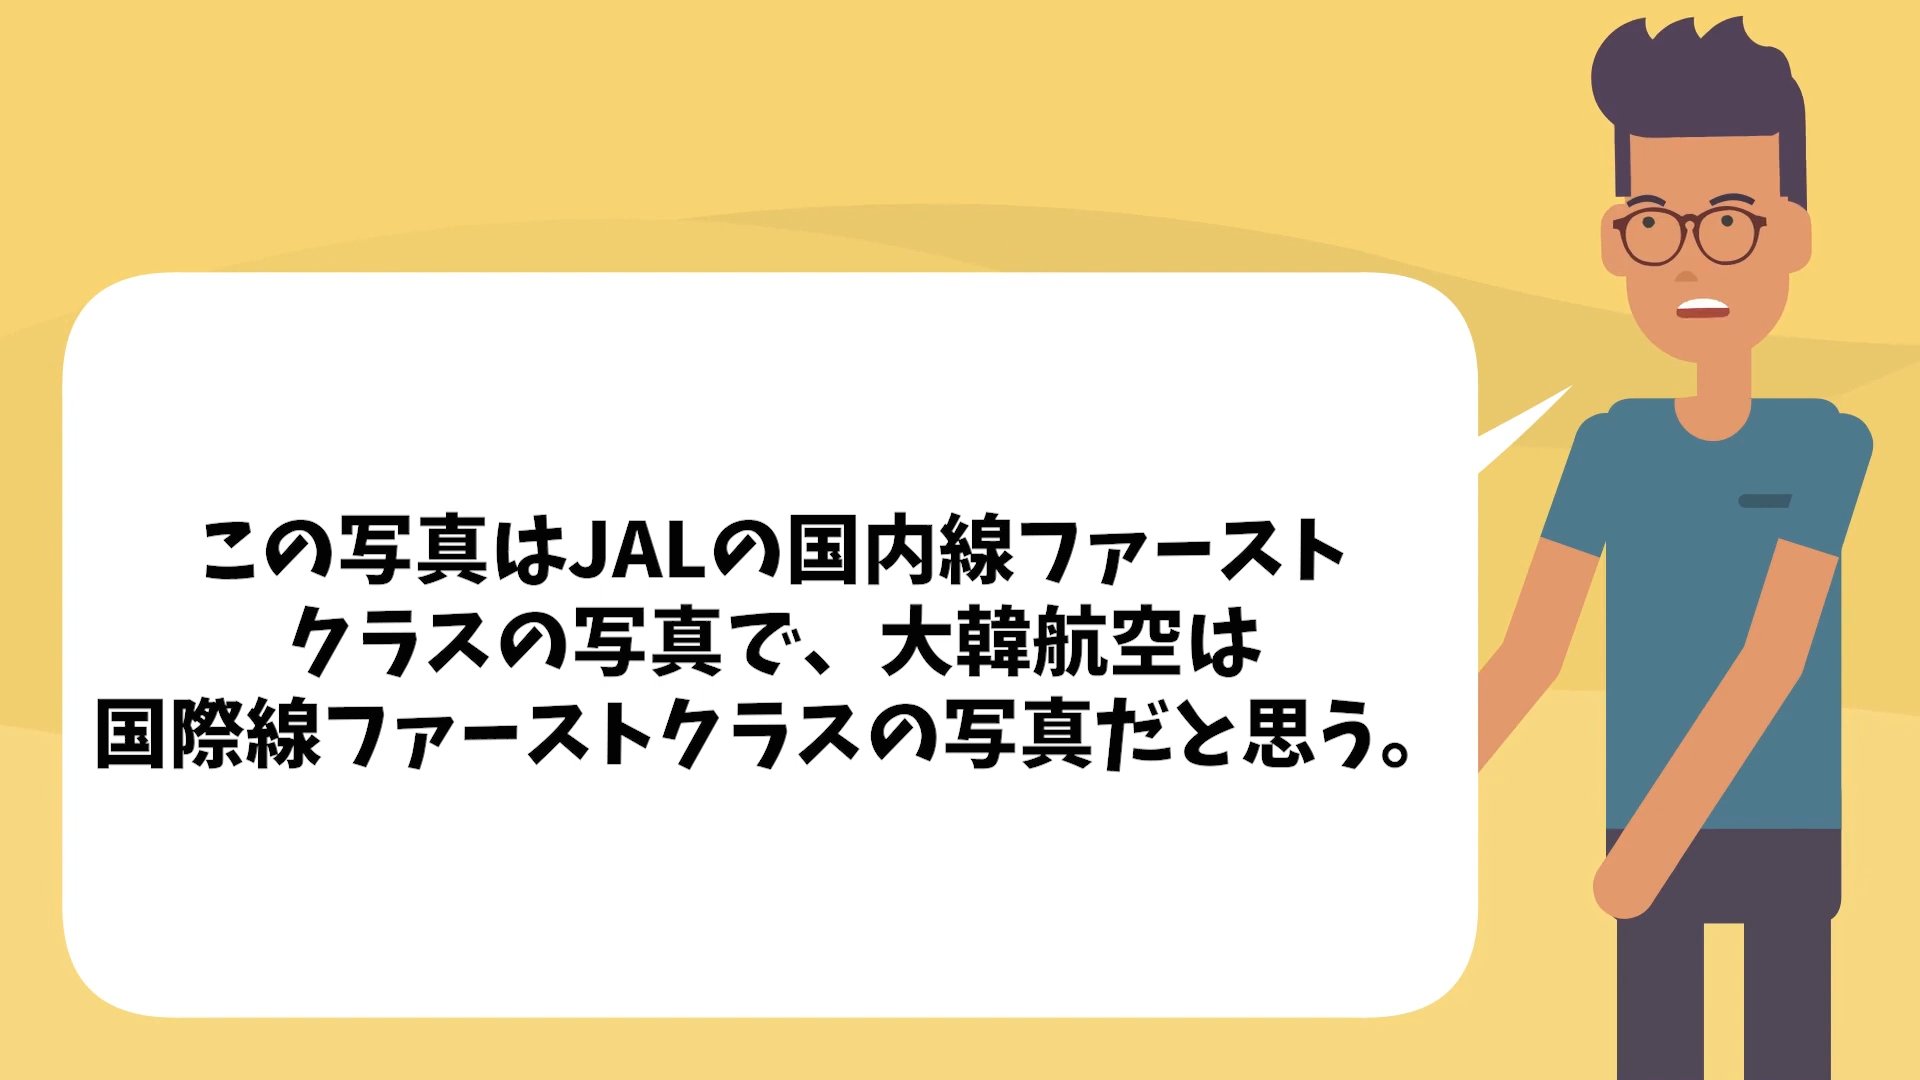 この写真はJALの国内線ファースト
クラスの写真で、大韓航空は
国際線ファーストクラスの写真だと思う。